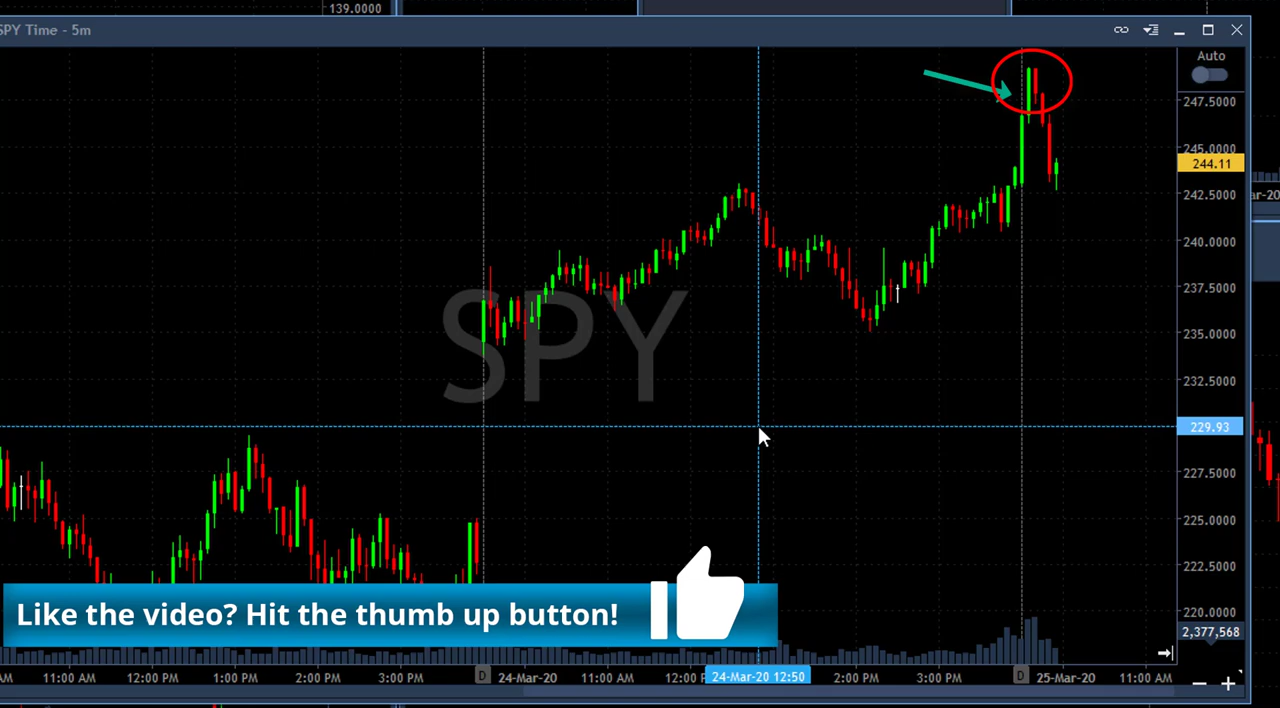 139.0000
SPY Time - 5m
Auto
247.5000
245.0000
244.11
242.5000
240.0000
237.5000
235.0000
232.5000
229.93
227.5000
225.0000
222.5000
220.0000
2,377,568
SPY
Like the video? Hit the thumb up button!
AM 11:00 AM 12:00 PM 1:00 PM 2:00 PM 3:00 PM D 24-Mar-20 11:00 AM 12:00 P 24-Mar-20 12:50 2:00 PM 3:00 PM D 25-Mar-20 11:00 AM
ar-20